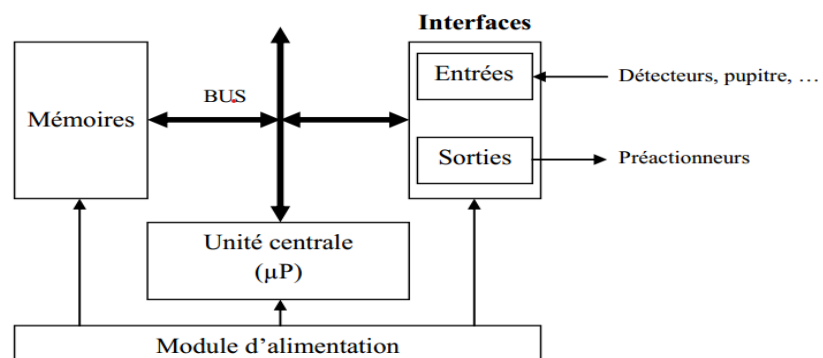 Interfaces
Entrées
Détecteurs, pupitre, …
BUS
Mémoires
Sorties
Préactionneurs
Unité centrale
(µP)
Module d'alimentation